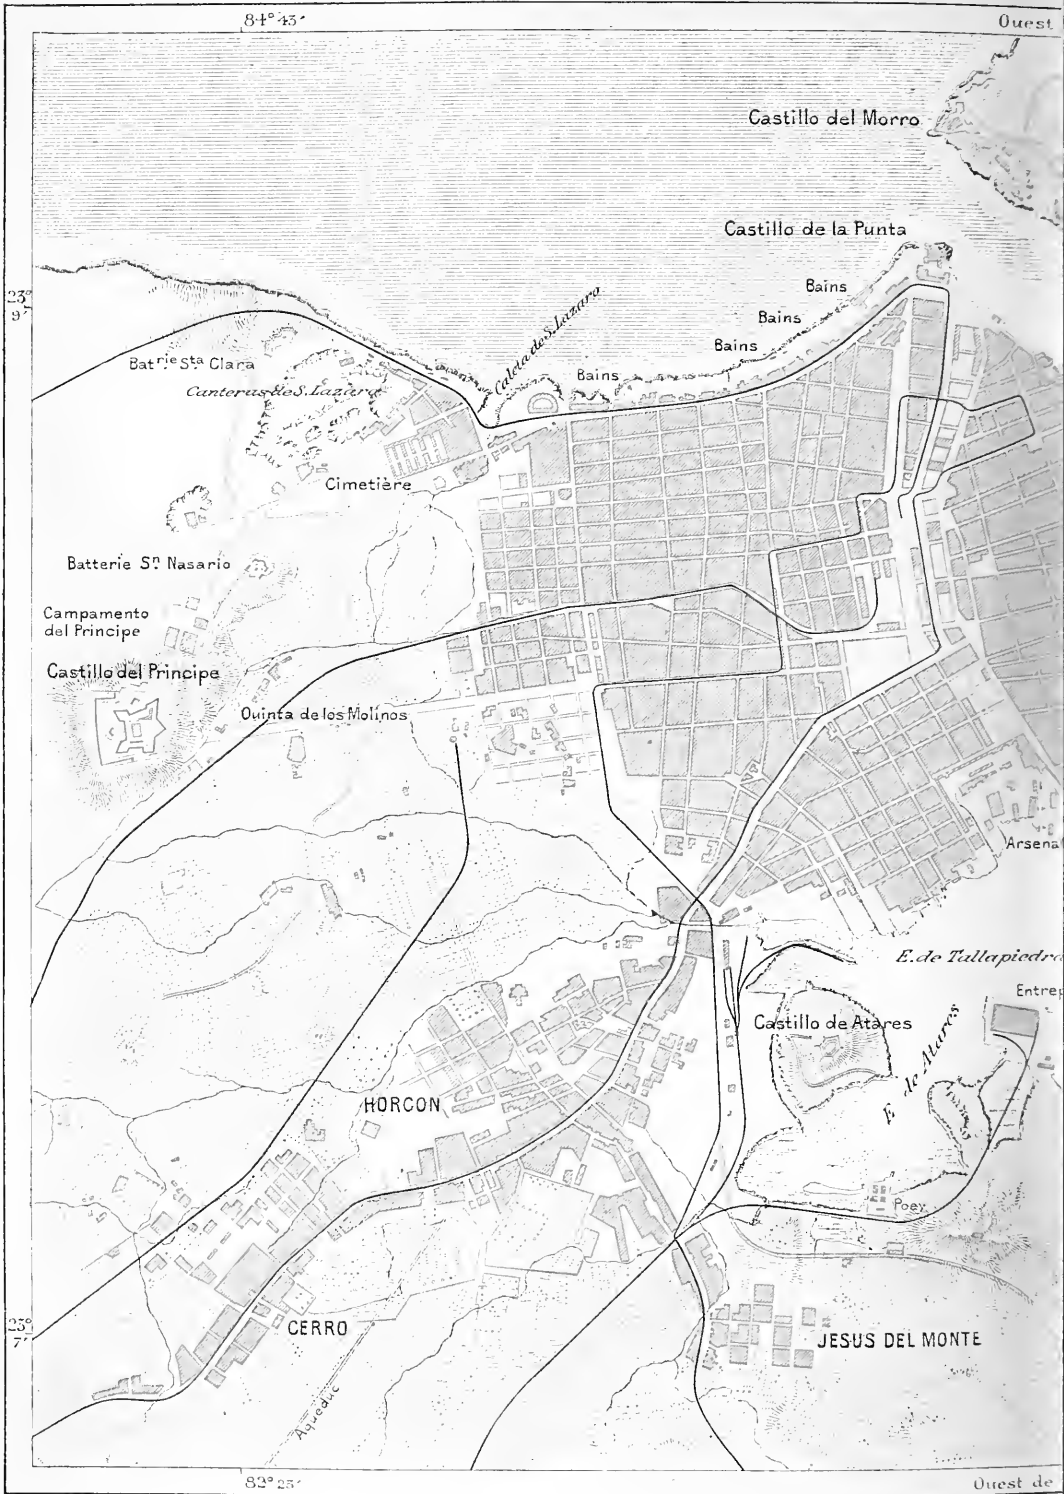 84° 43'
Ouest
Castillo del Morro
Castillo de la Punta
Bains
Bains
Bains
Bains
Caleta de S. Lazaro
23°
9'
Bat.rie S.ta Clara
Canteras de S. Lazaro
Cimetière
Batterie S.n Nasario
Campamento
del Principe
Castillo del Principe
Quinta de los Molinos
Arsenal
E. de Tallapiedra
Entrep
Castillo de Atares
E. de Atares
HORCON
Poey
CERRO
23°
7'
JESUS DEL MONTE
Aqueduc
82° 25'
Ouest de